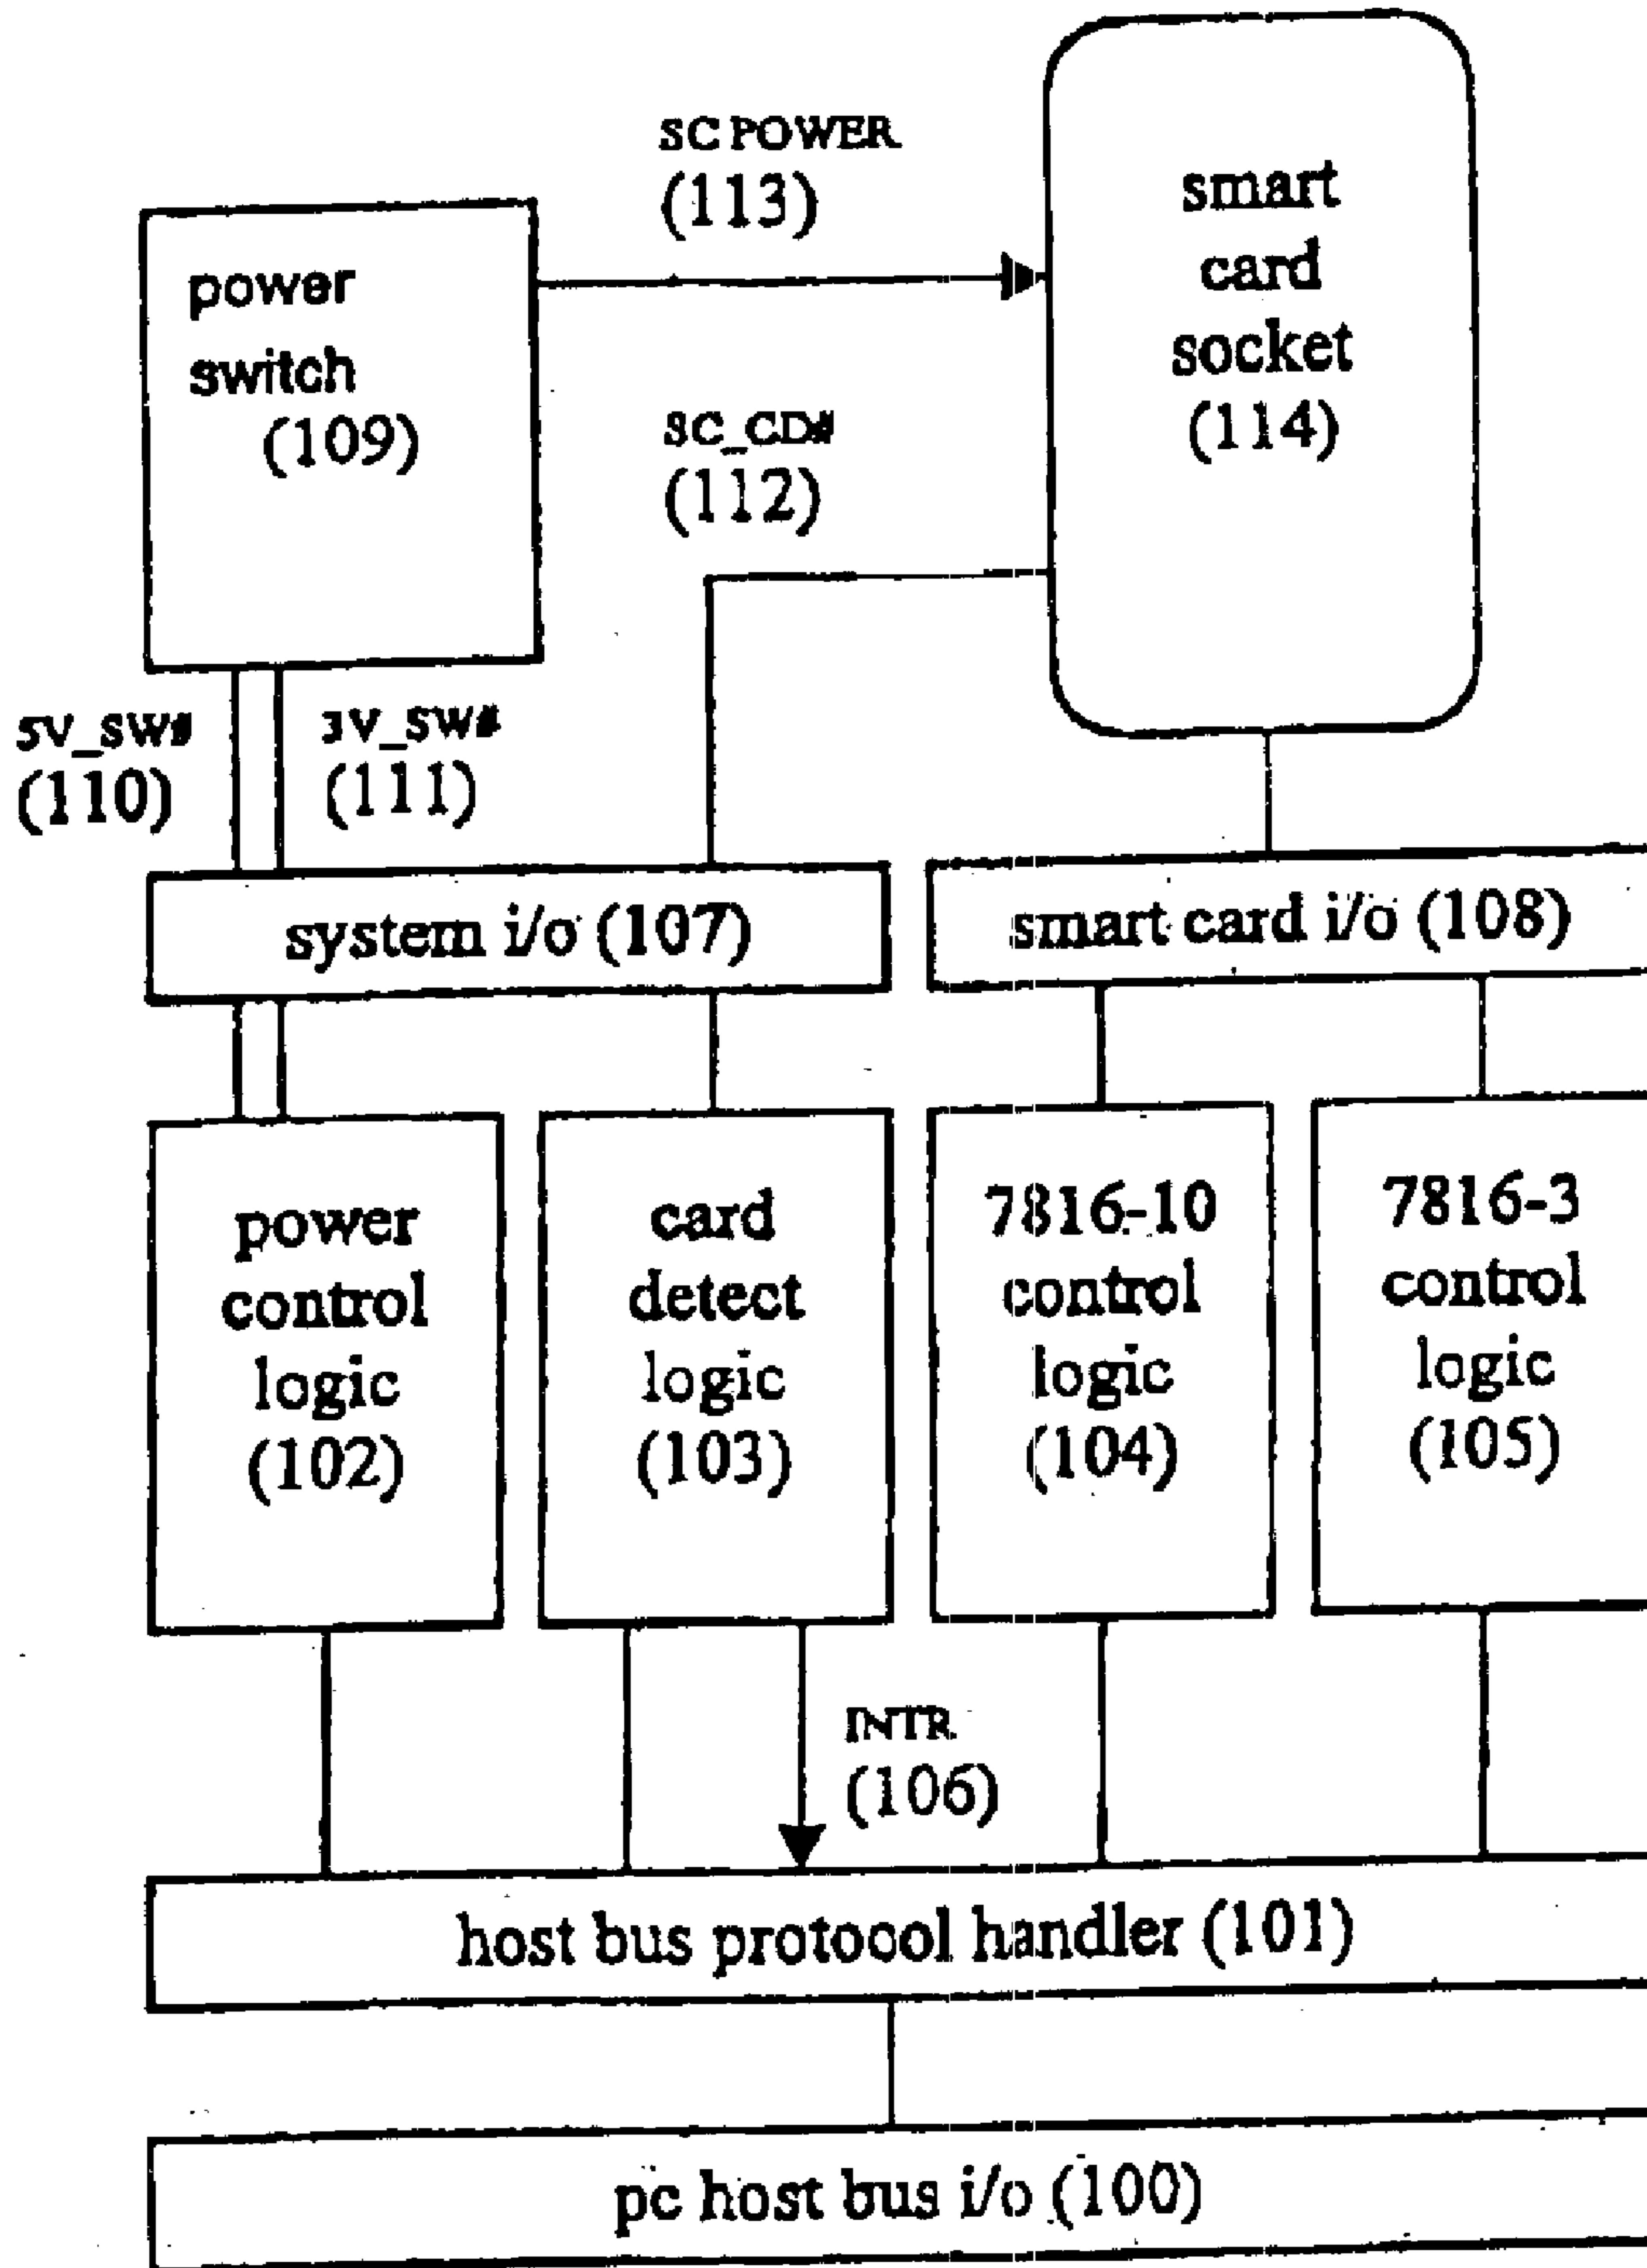 SC POWER
(113)
smart
card
socket
(114)
power
switch
(109)
SC_CD#
(112)
5V_SW#
(110)
3V_SW#
(111)
system i/o (107)
smart card i/o (108)
power
control
logic
(102)
card
detect
logic
(103)
7816-10
control
logic
(104)
7816-3
control
logic
(105)
INTR
(106)
host bus protocol handler (101)
pc host bus i/o (100)